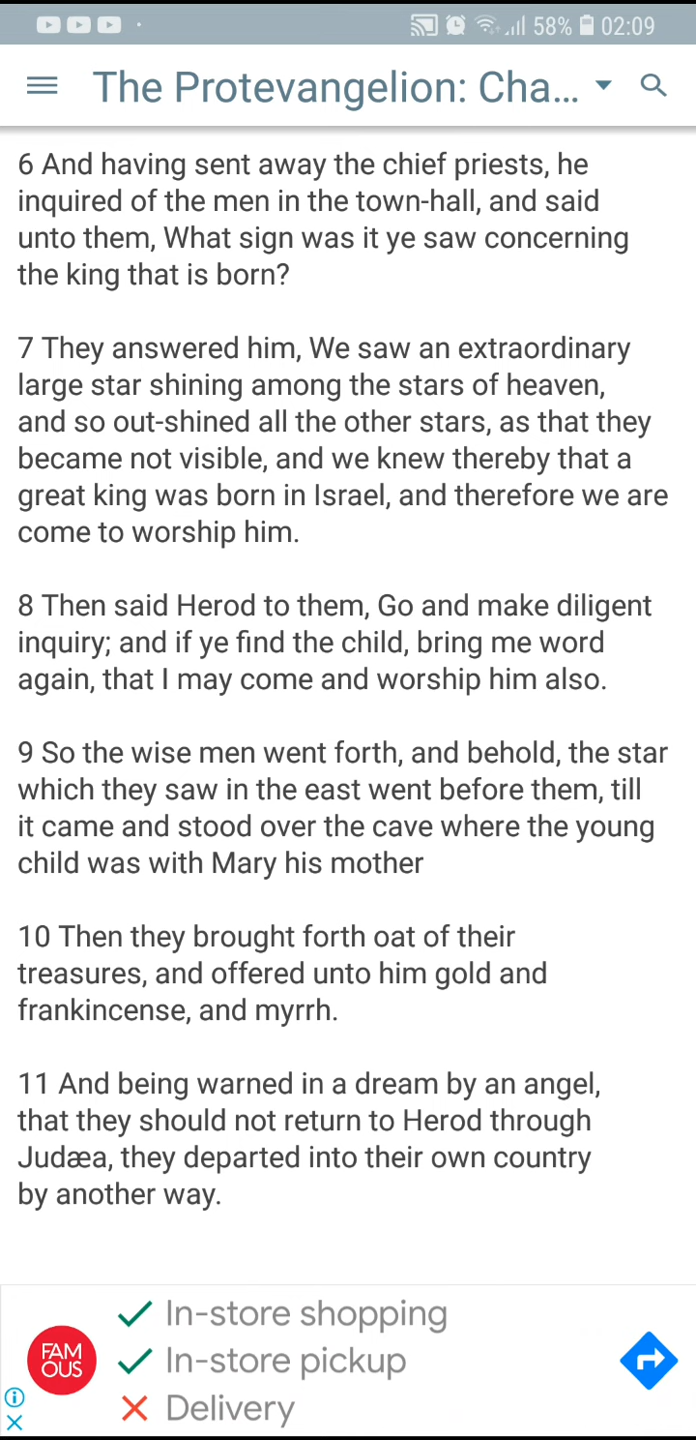 58% 02:09
The Protevangelion: Cha...
6 And having sent away the chief priests, he
inquired of the men in the town-hall, and said
unto them, What sign was it ye saw concerning
the king that is born?
7 They answered him, We saw an extraordinary
large star shining among the stars of heaven,
and so out-shined all the other stars, as that they
became not visible, and we knew thereby that a
great king was born in Israel, and therefore we are
come to worship him.
8 Then said Herod to them, Go and make diligent
inquiry; and if ye find the child, bring me word
again, that I may come and worship him also.
9 So the wise men went forth, and behold, the star
which they saw in the east went before them, till
it came and stood over the cave where the young
child was with Mary his mother
10 Then they brought forth oat of their
treasures, and offered unto him gold and
frankincense, and myrrh.
11 And being warned in a dream by an angel,
that they should not return to Herod through
Judæa, they departed into their own country
by another way.
FAM
OUS
In-store shopping
In-store pickup
Delivery